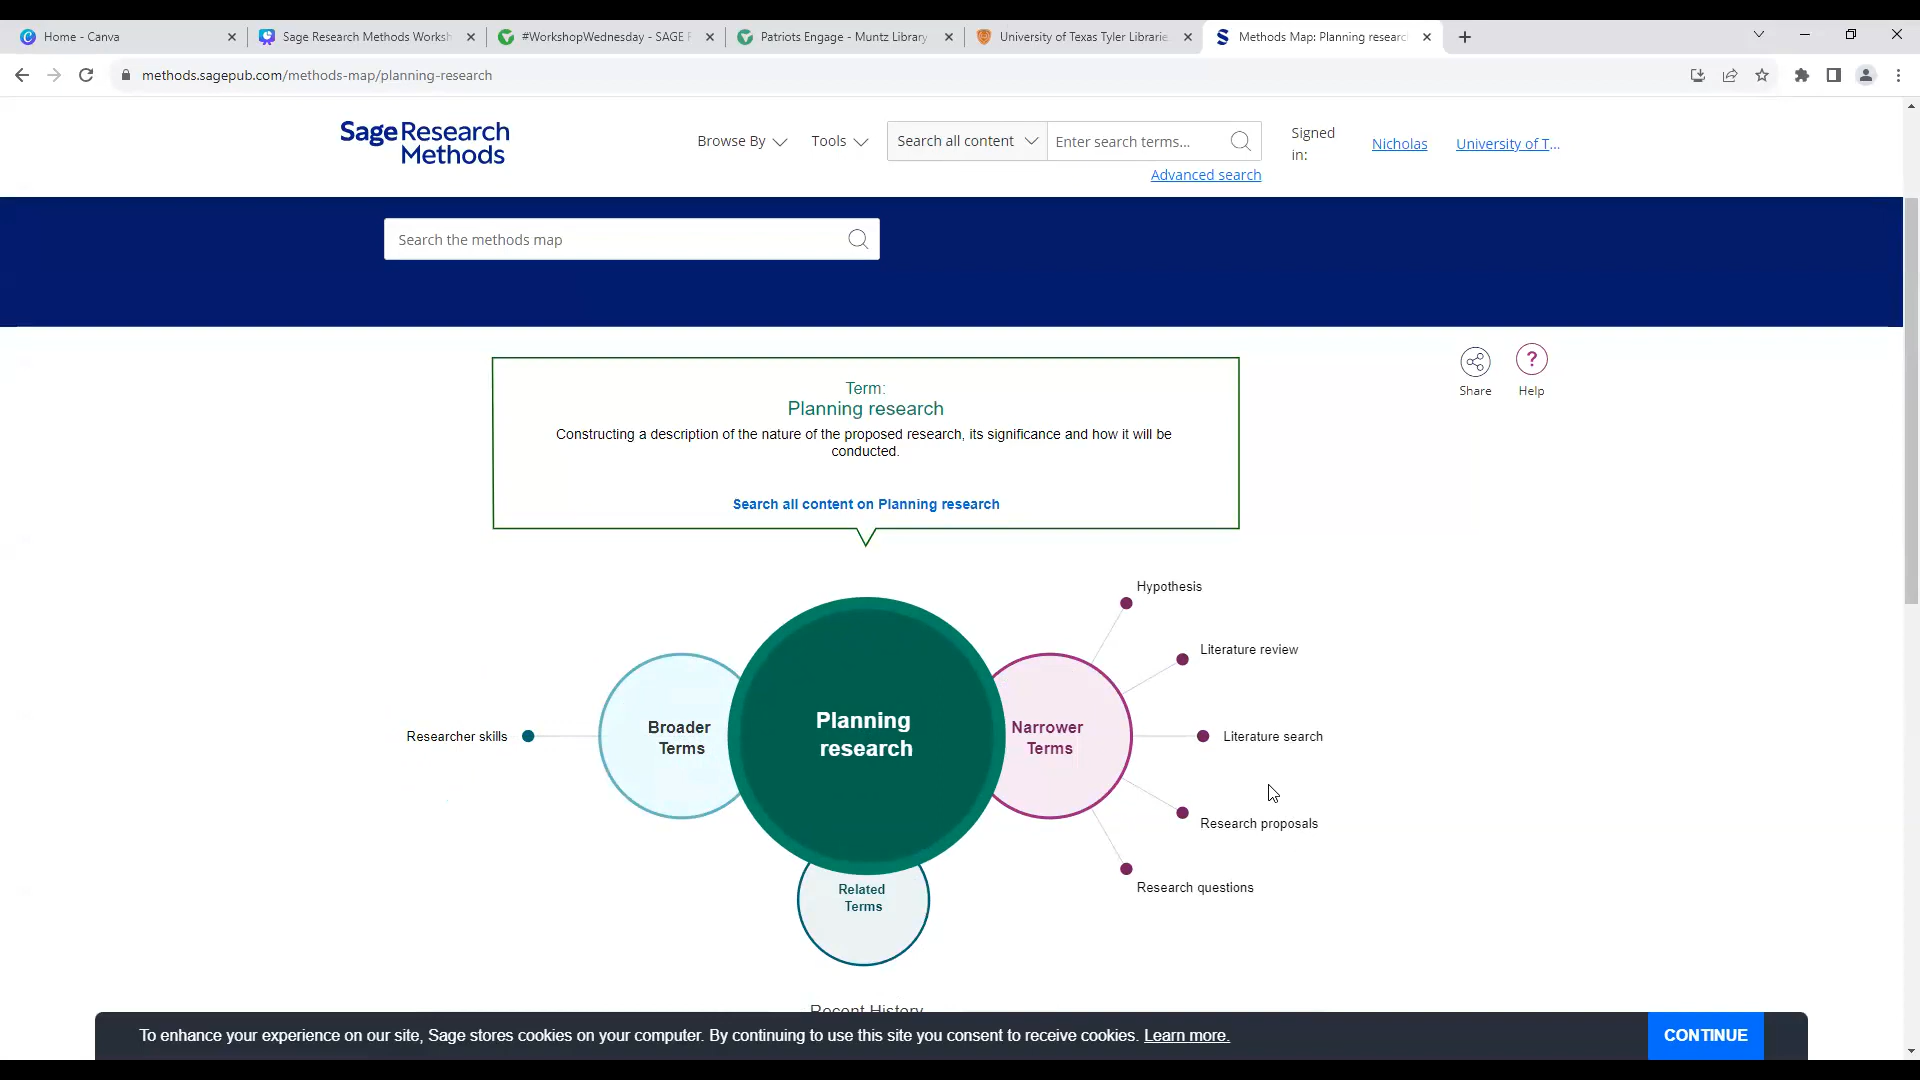 Home - Canva
Sage Research Methods Worksh
#WorkshopWednesday - SAGE R
Patriots Engage - Muntz Library
University of Texas Tyler Librarie
Methods Map: Planning researc
methods.sagepub.com/methods-map/planning-research
Sage Research
Methods
Browse By
Tools
Search all content
Enter search terms...
Advanced search
Signed
in:
Nicholas
University of T...
Search the methods map
Share
Help
Term:
Planning research
Constructing a description of the nature of the proposed research, its significance and how it will be
conducted.
Search all content on Planning research
Hypothesis
Literature review
Researcher skills
Broader
Terms
Planning
research
Narrower
Terms
Literature search
Research proposals
Research questions
Related
Terms
Recent History
To enhance your experience on our site, Sage stores cookies on your computer. By continuing to use this site you consent to receive cookies. Learn more.
CONTINUE